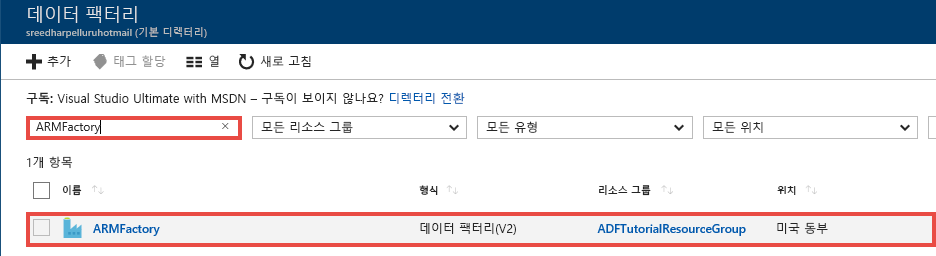 데이터 팩터리
sreedharpelluruhotmail (기본 디렉터리)
추가 태그 할당 열 새로 고침
구독: Visual Studio Ultimate with MSDN – 구독이 보이지 않나요? 디렉터리 전환
ARMFactory × 모든 리소스 그룹 모든 유형 모든 위치
1개 항목
이름 형식 리소스 그룹 위치
ARMFactory 데이터 팩터리(V2) ADFTutorialResourceGroup 미국 동부